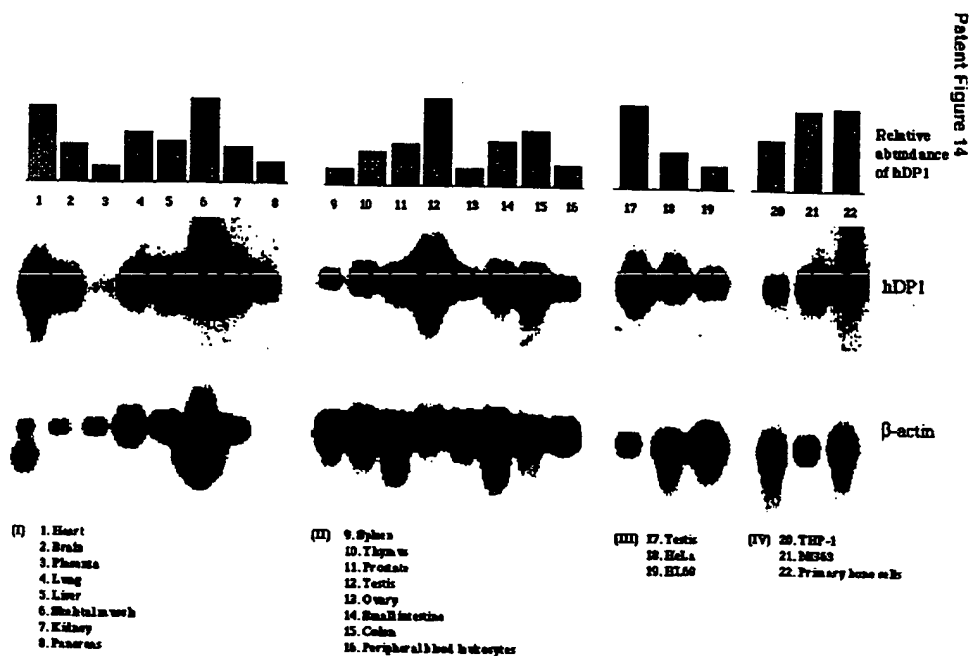 Patent Figure 14
Relative
abundance
of hDP1
1 2 3 4 5 6 7 8
9 10 11 12 13 14 15 16
17 18 19
20 21 22
hDP1
β-actin
(I) 1. Heart
2. Brain
3. Placenta
4. Lung
5. Liver
6. Skeletal muscle
7. Kidney
8. Pancreas
(II) 9. Spleen
10. Thymus
11. Prostate
12. Testis
13. Ovary
14. Small intestine
15. Colon
16. Peripheral blood leukocytes
(III) 17. Testis
18. HeLa
19. HL60
(IV) 20. THP-1
21. MG63
22. Primary bone cells